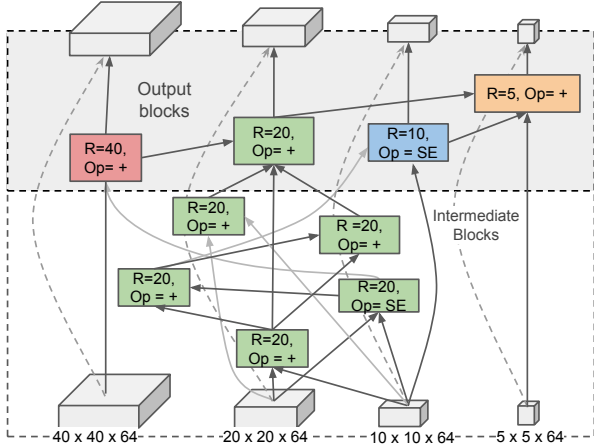 Output
blocks
R=5, Op= +
R=40,
Op= +
R=20,
Op= +
R=10,
Op = SE
R=20,
Op= +
R =20,
Op= +
Intermediate
Blocks
R=20,
Op = +
R=20,
Op= SE
R=20,
Op = +
40 x 40 x 64
20 x 20 x 64
10 x 10 x 64
5 x 5 x 64